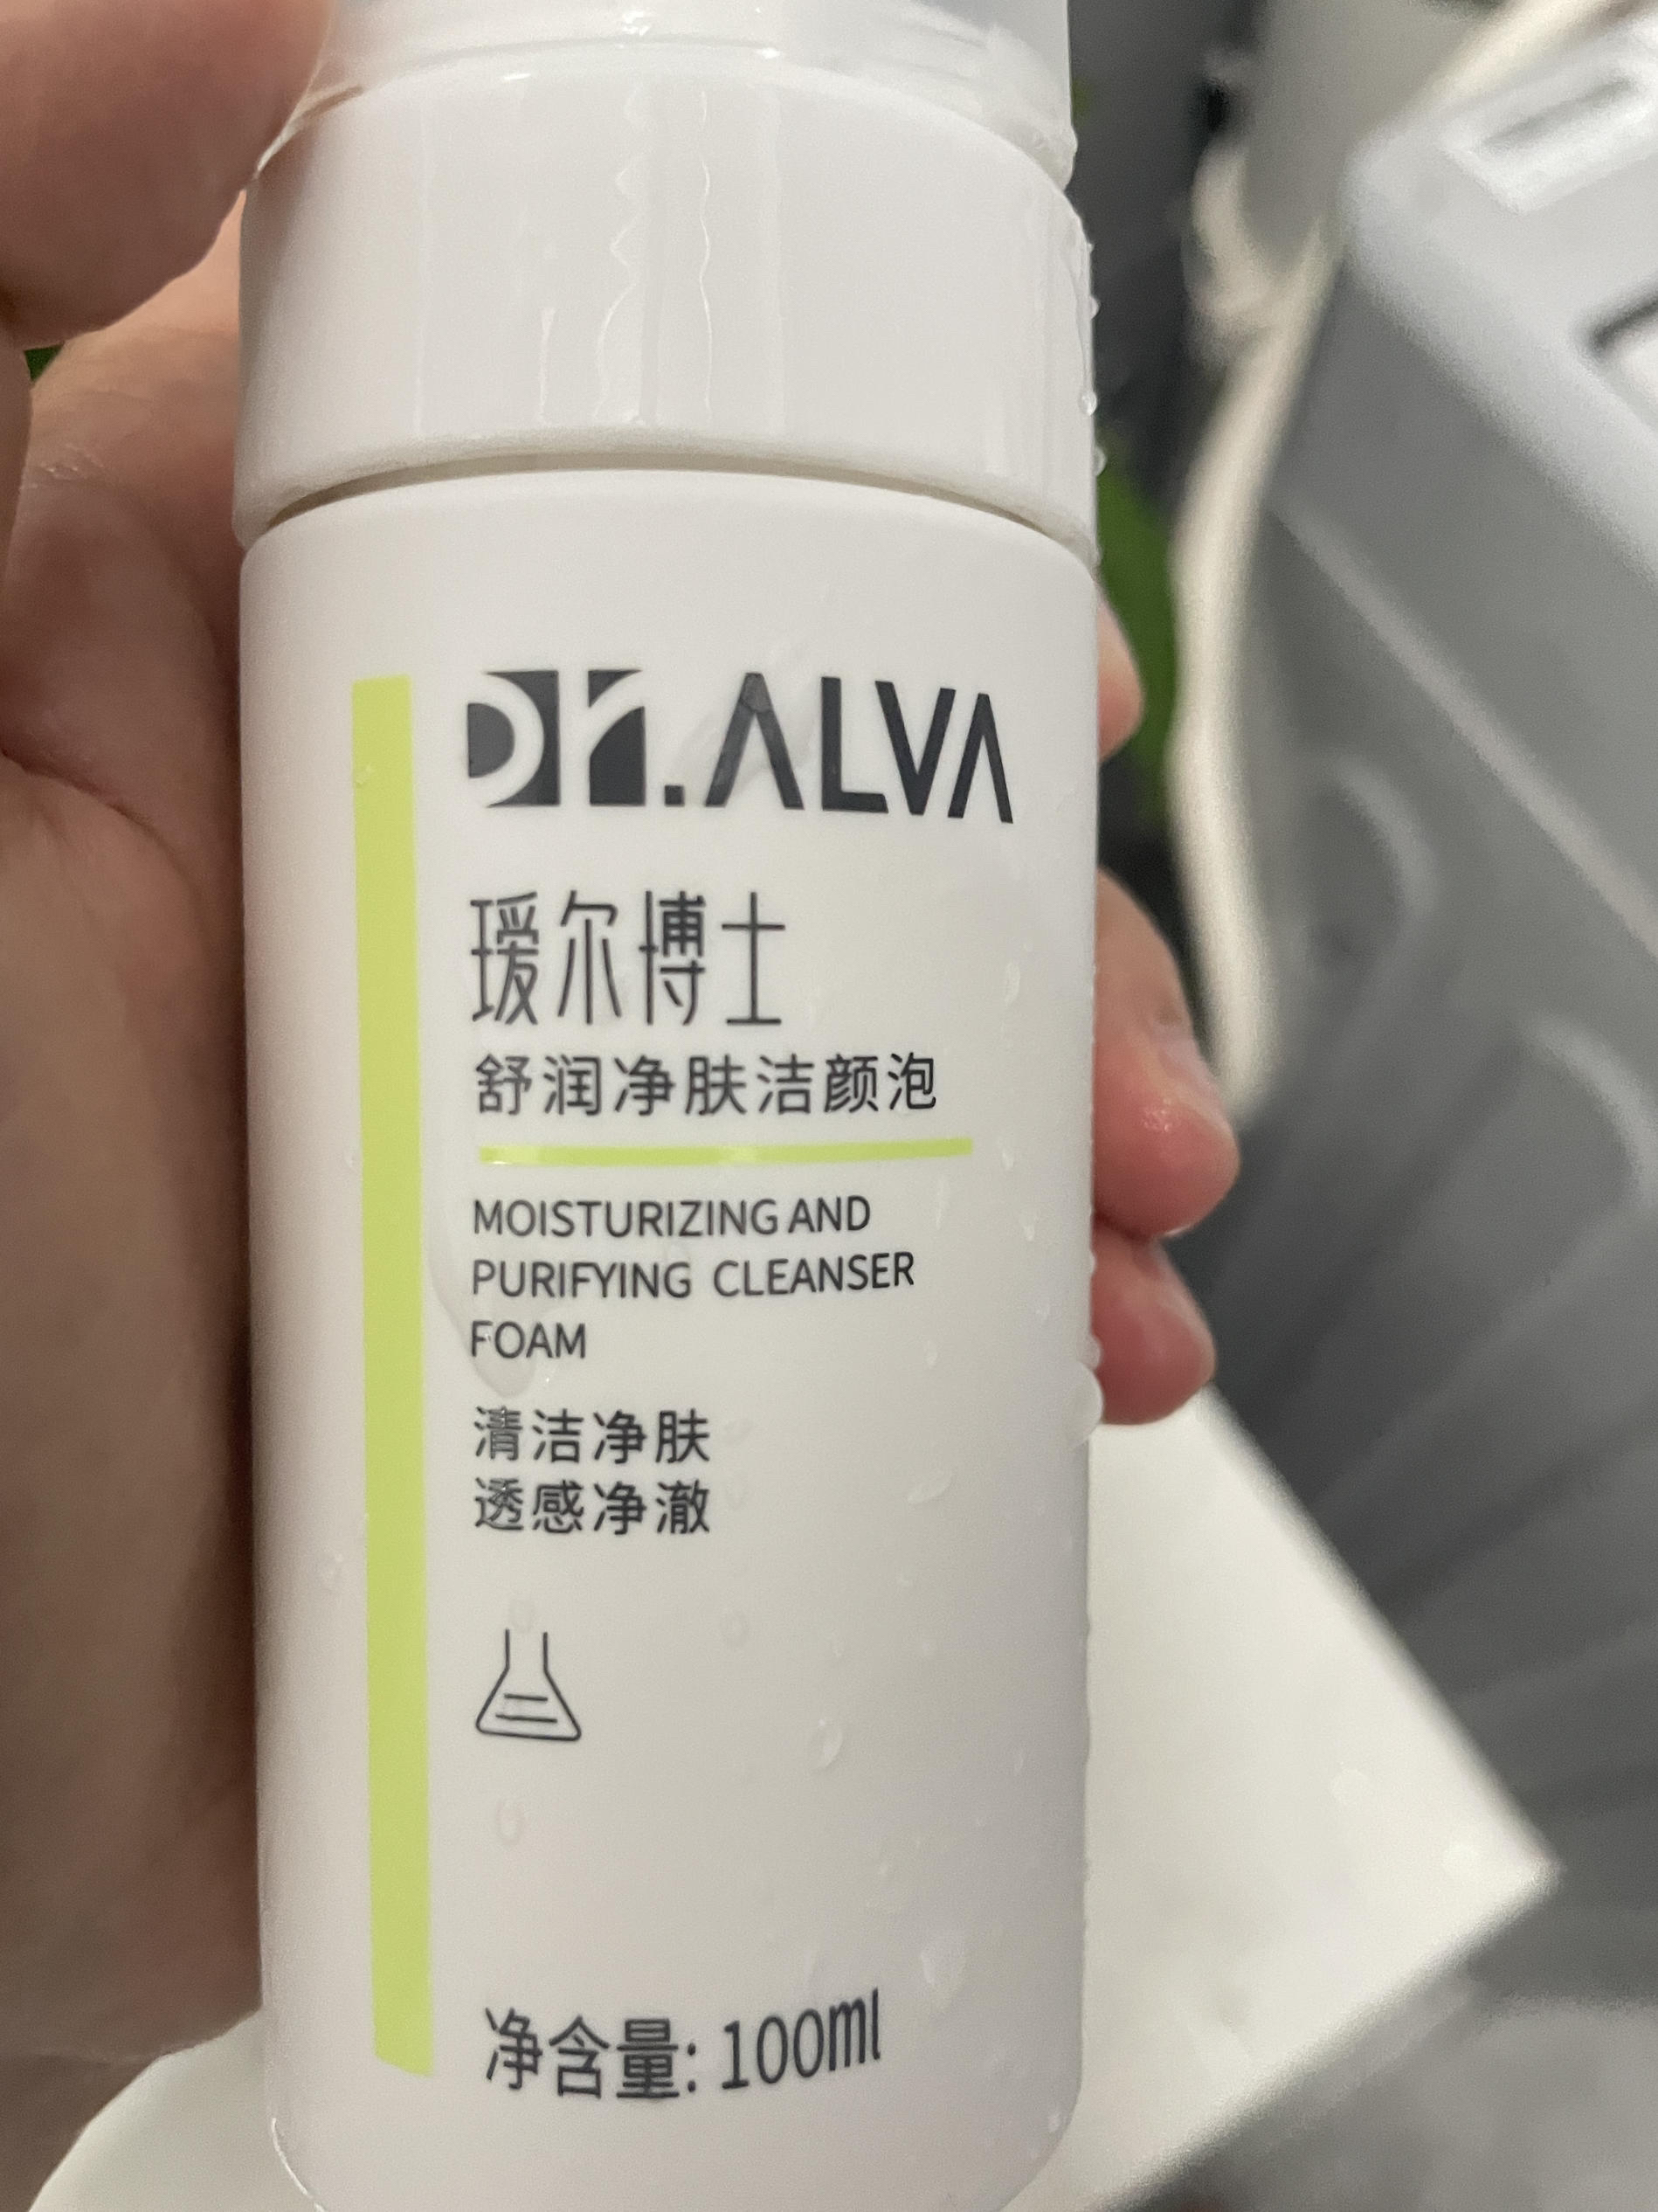 Dr.ALVA
瑷尔博士
舒润净肤洁颜泡
MOISTURIZING AND
PURIFYING CLEANSER
FOAM
清洁净肤
透感净澈
净含量: 100ml